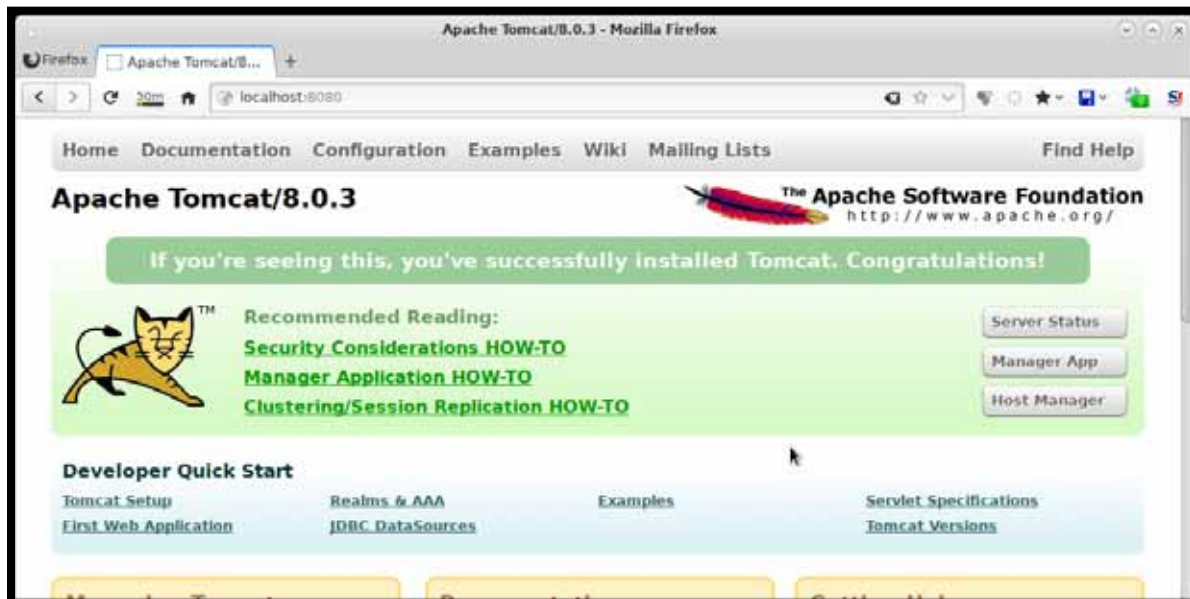 Apache Tomcat/8.0.3 - Mozilla Firefox
Firefox Apache Tomcat/8... +
localhost:8080
Home Documentation Configuration Examples Wiki Mailing Lists Find Help
Apache Tomcat/8.0.3
The Apache Software Foundation
http://www.apache.org/
If you're seeing this, you've successfully installed Tomcat. Congratulations!
TM
Recommended Reading:
Security Considerations HOW-TO
Manager Application HOW-TO
Clustering/Session Replication HOW-TO
Server Status
Manager App
Host Manager
Developer Quick Start
Tomcat Setup Realms & AAA Examples Servlet Specifications
First Web Application JDBC DataSources Tomcat Versions